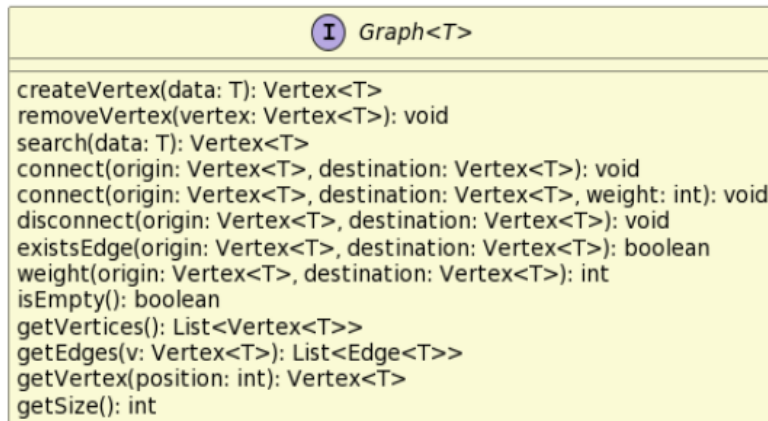 I Graph<T>
createVertex(data: T): Vertex<T>
removeVertex(vertex: Vertex<T>): void
search(data: T): Vertex<T>
connect(origin: Vertex<T>, destination: Vertex<T>): void
connect(origin: Vertex<T>, destination: Vertex<T>, weight: int): void
disconnect(origin: Vertex<T>, destination: Vertex<T>): void
existsEdge(origin: Vertex<T>, destination: Vertex<T>): boolean
weight(origin: Vertex<T>, destination: Vertex<T>): int
isEmpty(): boolean
getVertices(): List<Vertex<T>>
getEdges(v: Vertex<T>): List<Edge<T>>
getVertex(position: int): Vertex<T>
getSize(): int